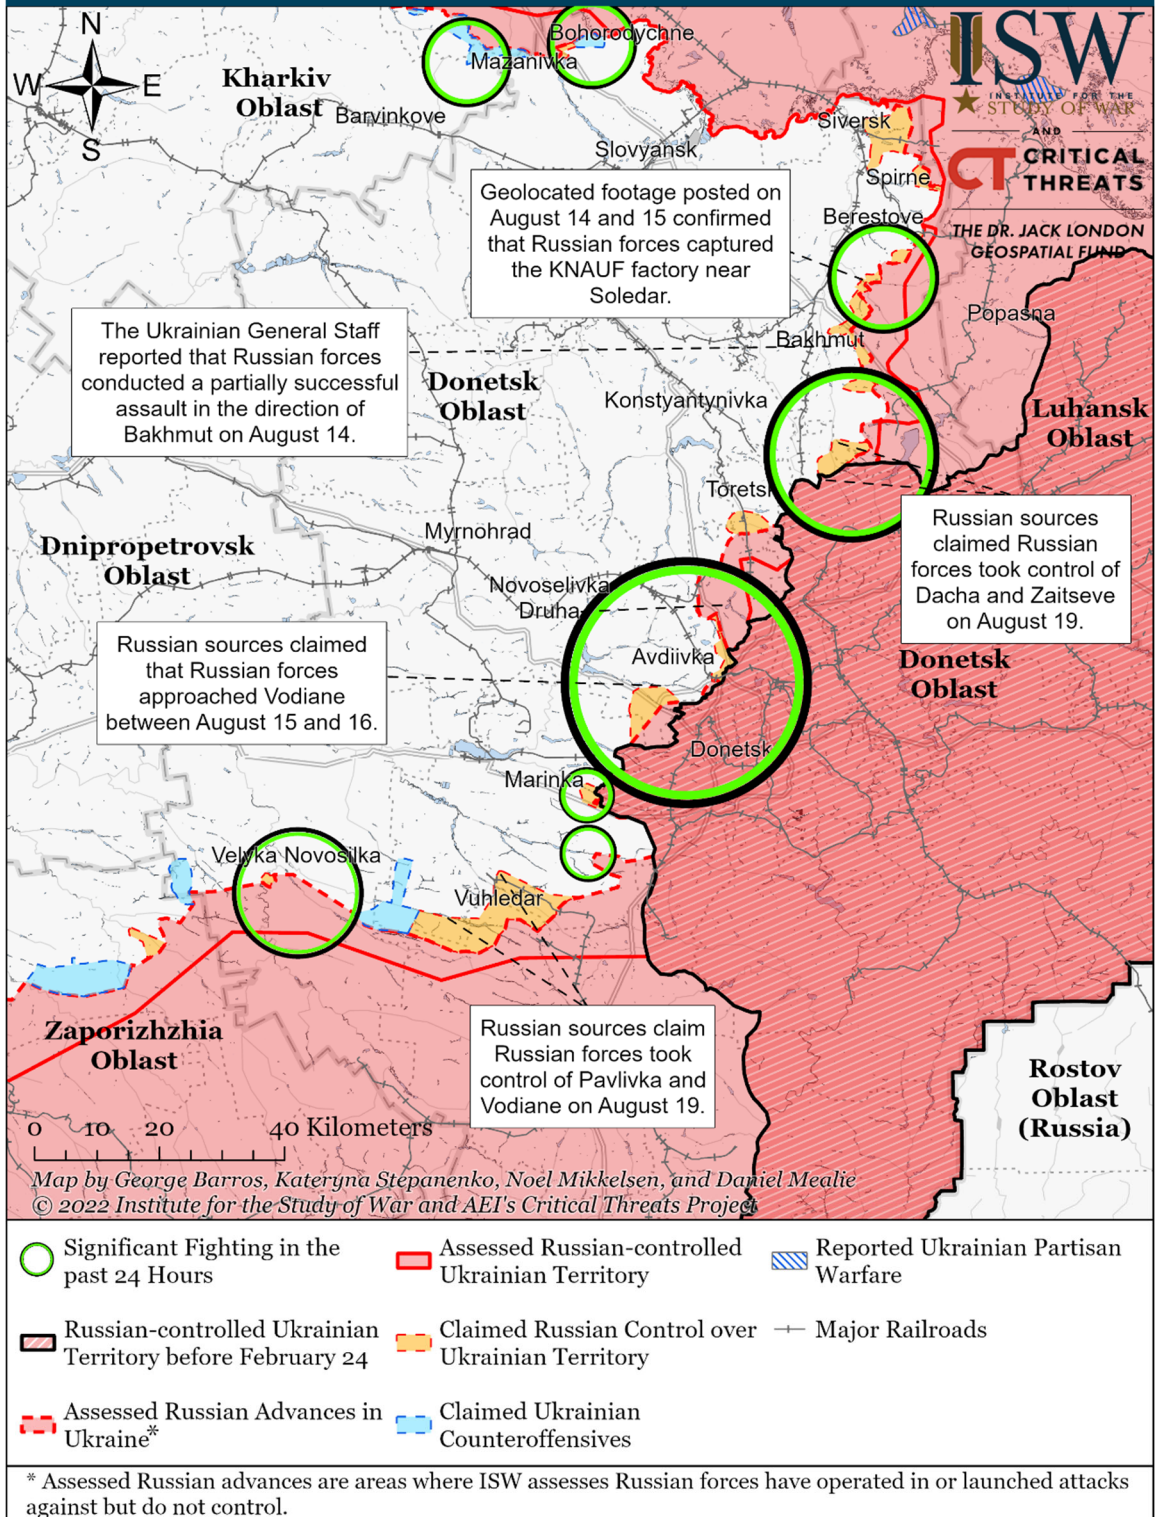 N
W
E
S
ISW
INSTITUTE FOR THE
STUDY OF WAR
AND
CT CRITICAL
THREATS
THE DR. JACK LONDON
GEOSPATIAL FUND
Bohorodychne
Mazanivka
Kharkiv
Oblast
Barvinkove
Siversk
Slovyansk
Spirne
Geolocated footage posted on
August 14 and 15 confirmed
that Russian forces captured
the KNAUF factory near
Soledar.
Berestove
Popasna
The Ukrainian General Staff
reported that Russian forces
conducted a partially successful
assault in the direction of
Bakhmut on August 14.
Bakhmut
Donetsk
Oblast
Konstyantynivka
Luhansk
Oblast
Toretsk
Russian sources
claimed Russian
forces took control of
Dacha and Zaitseve
on August 19.
Myrnohrad
Dnipropetrovsk
Oblast
Novoselivka
Druha
Russian sources claimed
that Russian forces
approached Vodiane
between August 15 and 16.
Avdiivka
Donetsk
Oblast
Donetsk
Marinka
Velyka Novosilka
Vuhledar
Russian sources claim
Russian forces took
control of Pavlivka and
Vodiane on August 19.
Zaporizhzhia
Oblast
Rostov
Oblast
(Russia)
0 10 20 40 Kilometers
Map by George Barros, Kateryna Stepanenko, Noel Mikkelsen, and Daniel Mealie
© 2022 Institute for the Study of War and AEI's Critical Threats Project
Significant Fighting in the
past 24 Hours
Russian-controlled Ukrainian
Territory before February 24
Assessed Russian Advances in
Ukraine*
Assessed Russian-controlled
Ukrainian Territory
Claimed Russian Control over
Ukrainian Territory
Claimed Ukrainian
Counteroffensives
Reported Ukrainian Partisan
Warfare
Major Railroads
* Assessed Russian advances are areas where ISW assesses Russian forces have operated in or launched attacks
against but do not control.